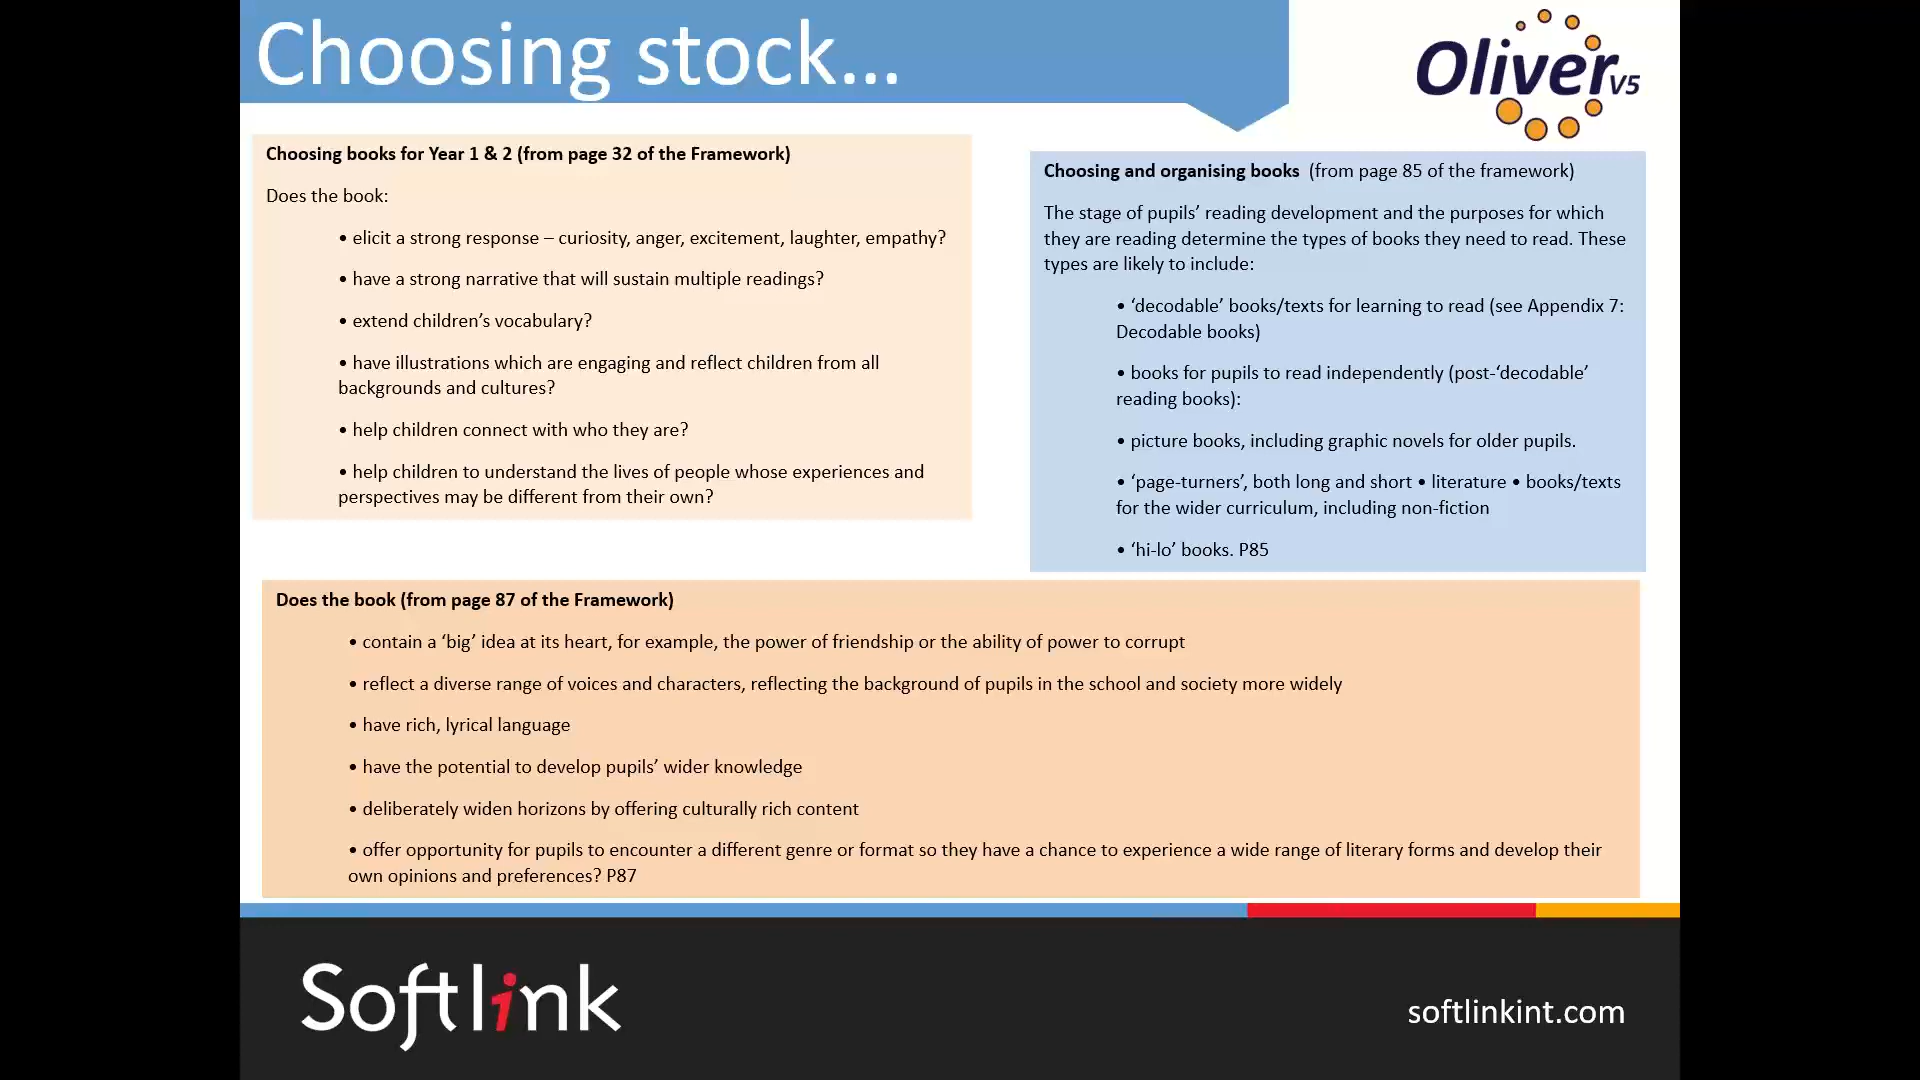 Choosing stock...
Oliver V5
Choosing books for Year 1 & 2 (from page 32 of the Framework)
Does the book:
• elicit a strong response – curiosity, anger, excitement, laughter, empathy?
• have a strong narrative that will sustain multiple readings?
• extend children’s vocabulary?
• have illustrations which are engaging and reflect children from all
backgrounds and cultures?
• help children connect with who they are?
• help children to understand the lives of people whose experiences and
perspectives may be different from their own?
Choosing and organising books (from page 85 of the framework)
The stage of pupils’ reading development and the purposes for which
they are reading determine the types of books they need to read. These
types are likely to include:
• ‘decodable’ books/texts for learning to read (see Appendix 7:
Decodable books)
• books for pupils to read independently (post-‘decodable’
reading books):
• picture books, including graphic novels for older pupils.
• ‘page-turners’, both long and short • literature • books/texts
for the wider curriculum, including non-fiction
• ‘hi-lo’ books. P85
Does the book (from page 87 of the Framework)
• contain a ‘big’ idea at its heart, for example, the power of friendship or the ability of power to corrupt
• reflect a diverse range of voices and characters, reflecting the background of pupils in the school and society more widely
• have rich, lyrical language
• have the potential to develop pupils’ wider knowledge
• deliberately widen horizons by offering culturally rich content
• offer opportunity for pupils to encounter a different genre or format so they have a chance to experience a wide range of literary forms and develop their
own opinions and preferences? P87
Softlink
softlinkint.com